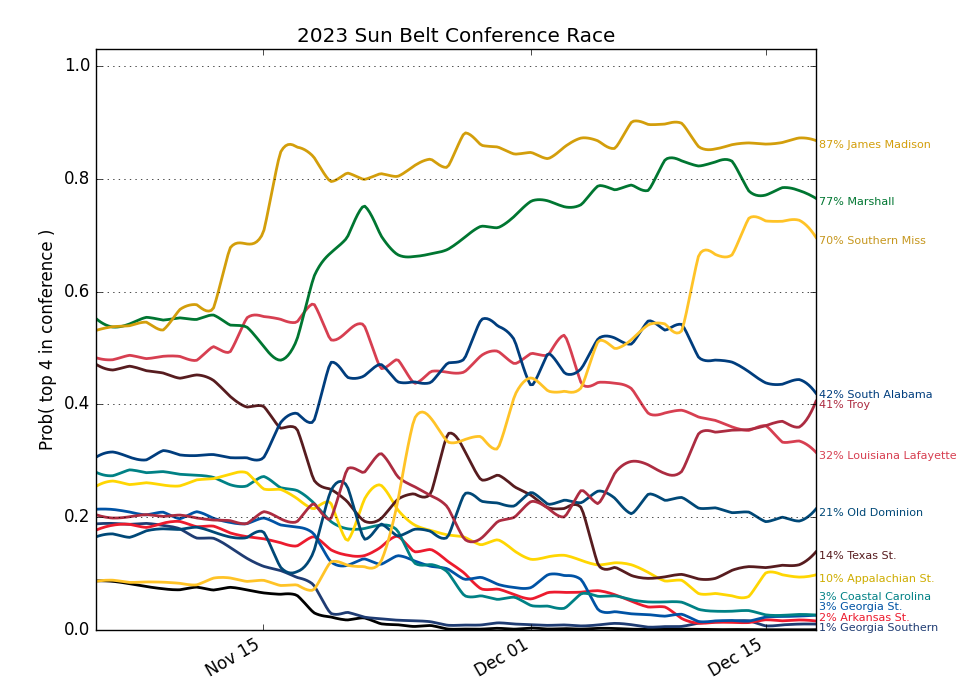 2023 Sun Belt Conference Race
Prob( top 4 in conference )
1.0
0.8
0.6
0.4
0.2
0.0
Nov 15
Dec 01
Dec 15
87% James Madison
77% Marshall
70% Southern Miss
42% South Alabama
41% Troy
32% Louisiana Lafayette
21% Old Dominion
14% Texas St.
10% Appalachian St.
3% Coastal Carolina
3% Georgia St.
2% Arkansas St.
1% Georgia Southern